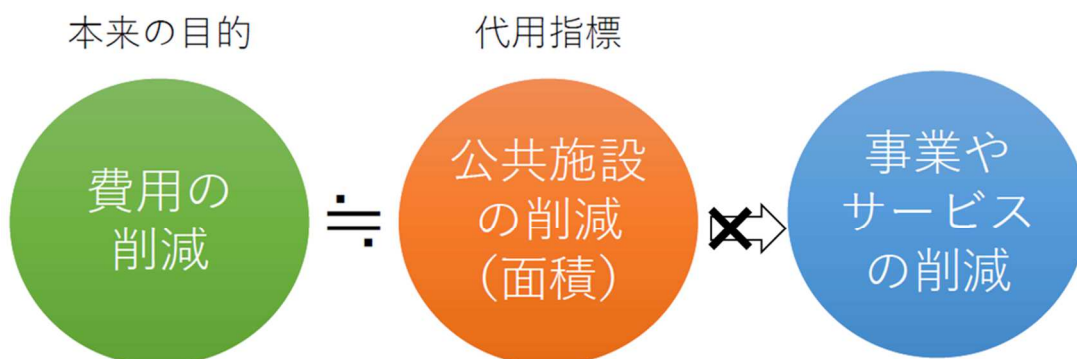 本来の目的
代用指標
費用の
削減
≒
公共施設
の削減
（面積）
事業や
サービス
の削減